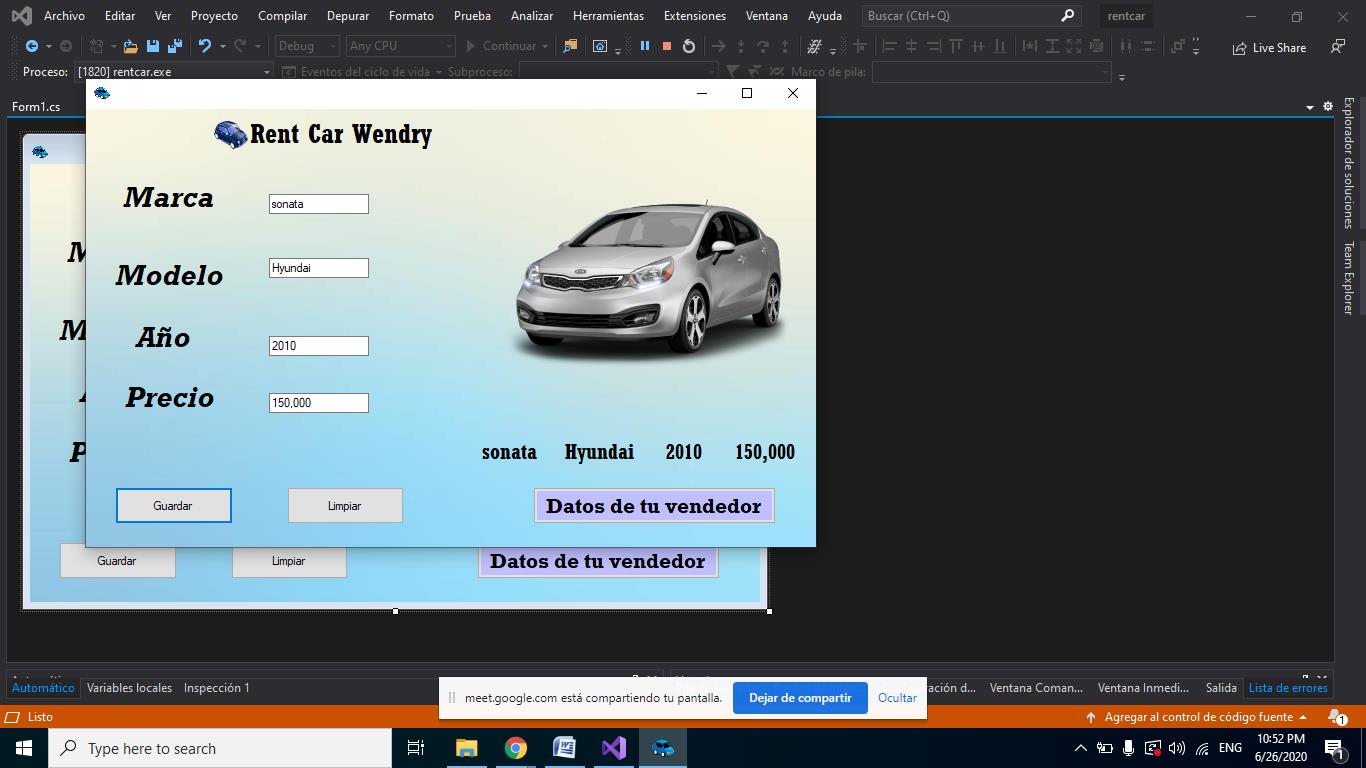 Archivo Editar Ver Proyecto Compilar Depurar Formato Prueba Analizar Herramientas Extensiones Ventana Ayuda Buscar (Ctrl+Q) rentcar
Debug Any CPU Continuar Live Share
Proceso: [1820] rentcar.exe Eventos del ciclo de vida Subproceso: Marco de pila:
Form1.cs
Explorador de soluciones
Team Explorer
Rent Car Wendry
Marca sonata
Modelo Hyundai
Año 2010
Precio 150,000
sonata Hyundai 2010 150,000
Guardar Limpiar Datos de tu vendedor
M
M
P
Guardar Limpiar Datos de tu vendedor
Automático Variables locales Inspección 1 Ventana Coman... Ventana Inmedi... Salida Lista de errores
meet.google.com está compartiendo tu pantalla. Dejar de compartir Ocultar
Listo Agregar al control de código fuente 1
Type here to search ENG 10:52 PM
6/26/2020 1